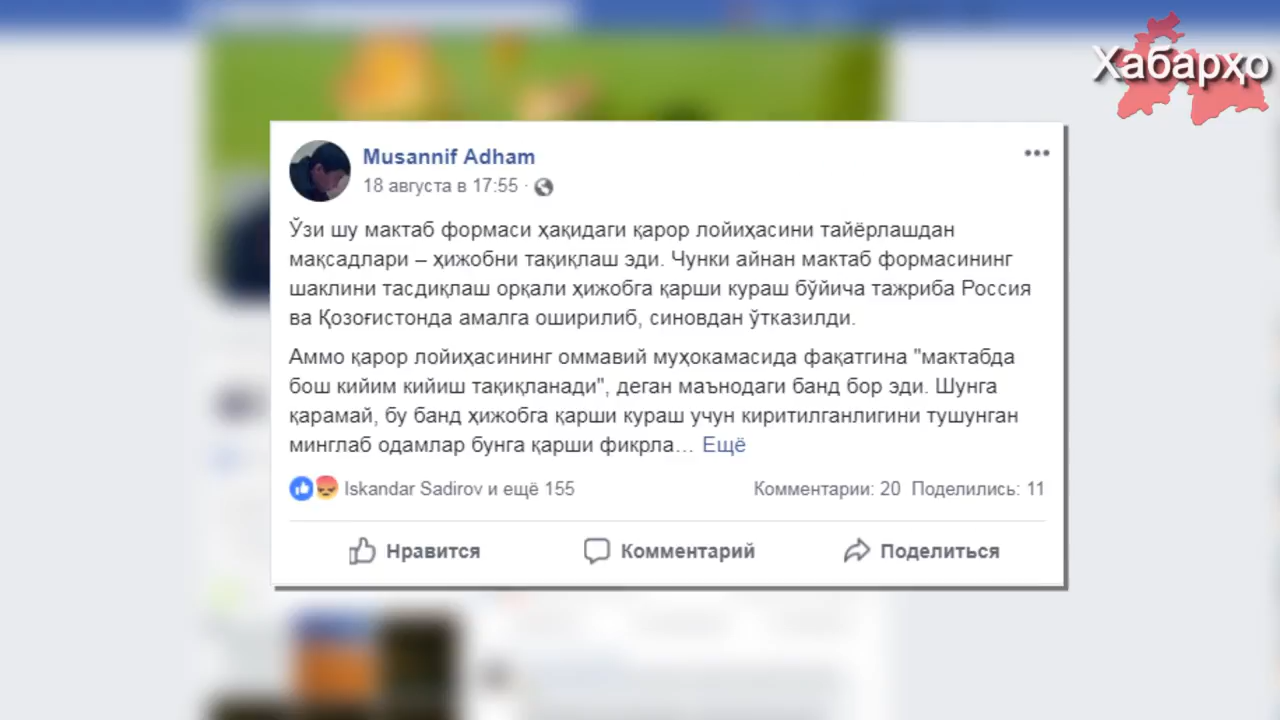 Хабарҳо
Musannif Adham
18 августа в 17:55 ·
Ўзи шу мактаб формаси ҳақидаги қарор лойиҳасини тайёрлашдан
мақсадлари – ҳижобни тақиқлаш эди. Чунки айнан мактаб формасининг
шаклини тасдиқлаш орқали ҳижобга қарши кураш бўйича тажриба Россия
ва Қозоғистонда амалга оширилиб, синовдан ўтказилди.
Аммо қарор лойиҳасининг оммавий муҳокамасида фақатгина "мактабда
бош кийим кийиш тақиқланади", деган маънодаги банд бор эди. Шунга
қарамай, бу банд ҳижобга қарши кураш учун киритилганлигини тушунган
минглаб одамлар бунга қарши фикрла... Ещё
Iskandar Sadirov и ещё 155 Комментарии: 20 Поделились: 11
Нравится Комментарий Поделиться